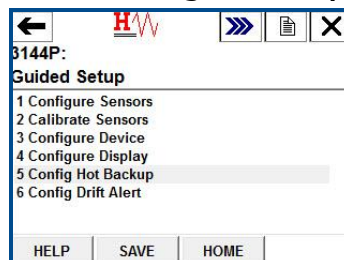 H
3144P:
Guided Setup
1 Configure Sensors
2 Calibrate Sensors
3 Configure Device
4 Configure Display
5 Config Hot Backup
6 Config Drift Alert
HELP SAVE HOME